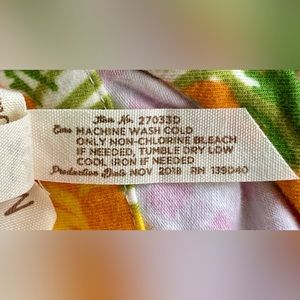 Item No. 27033D
Care MACHINE WASH COLD
ONLY NON-CHLORINE BLEACH
IF NEEDED, TUMBLE DRY LOW
COOL IRON IF NEEDED
Production Date NOV 2018 RN 139D40